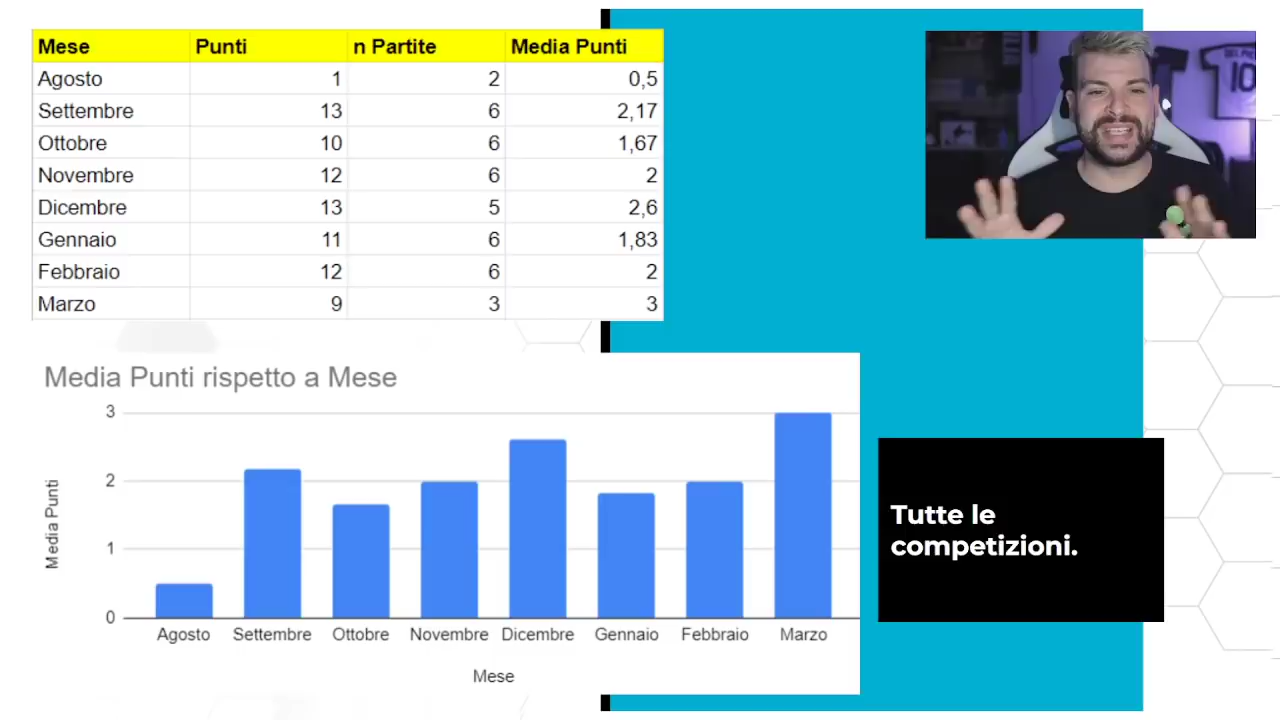 Mese Punti n Partite Media Punti
Agosto 1 2 0,5
Settembre 13 6 2,17
Ottobre 10 6 1,67
Novembre 12 6 2
Dicembre 13 5 2,6
Gennaio 11 6 1,83
Febbraio 12 6 2
Marzo 9 3 3
10
Media Punti rispetto a Mese
Media Punti
3
2
1
0
Agosto Settembre Ottobre Novembre Dicembre Gennaio Febbraio Marzo
Mese
Tutte le
competizioni.